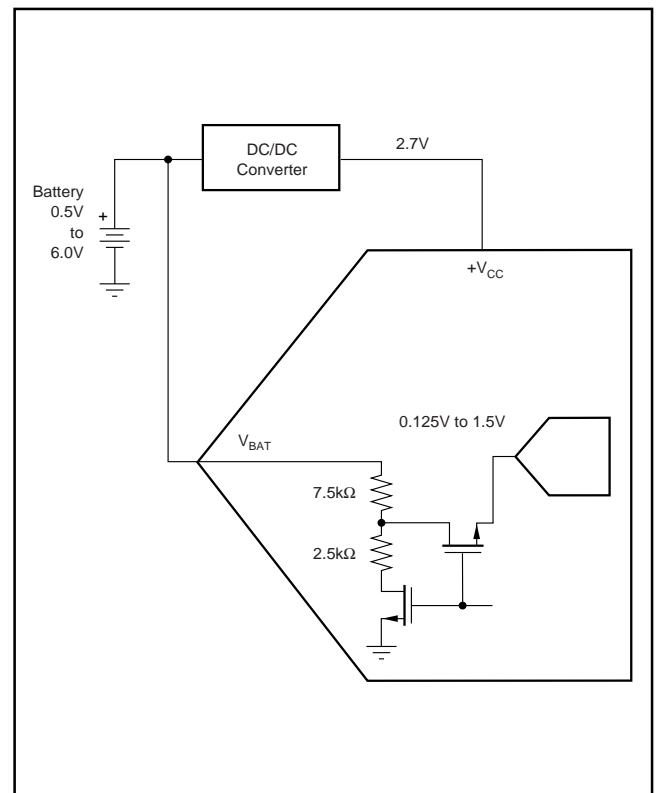 DC/DC
Converter
2.7V
Battery
0.5V
to
6.0V
+
+V_CC
0.125V to 1.5V
V_BAT
7.5kΩ
2.5kΩ